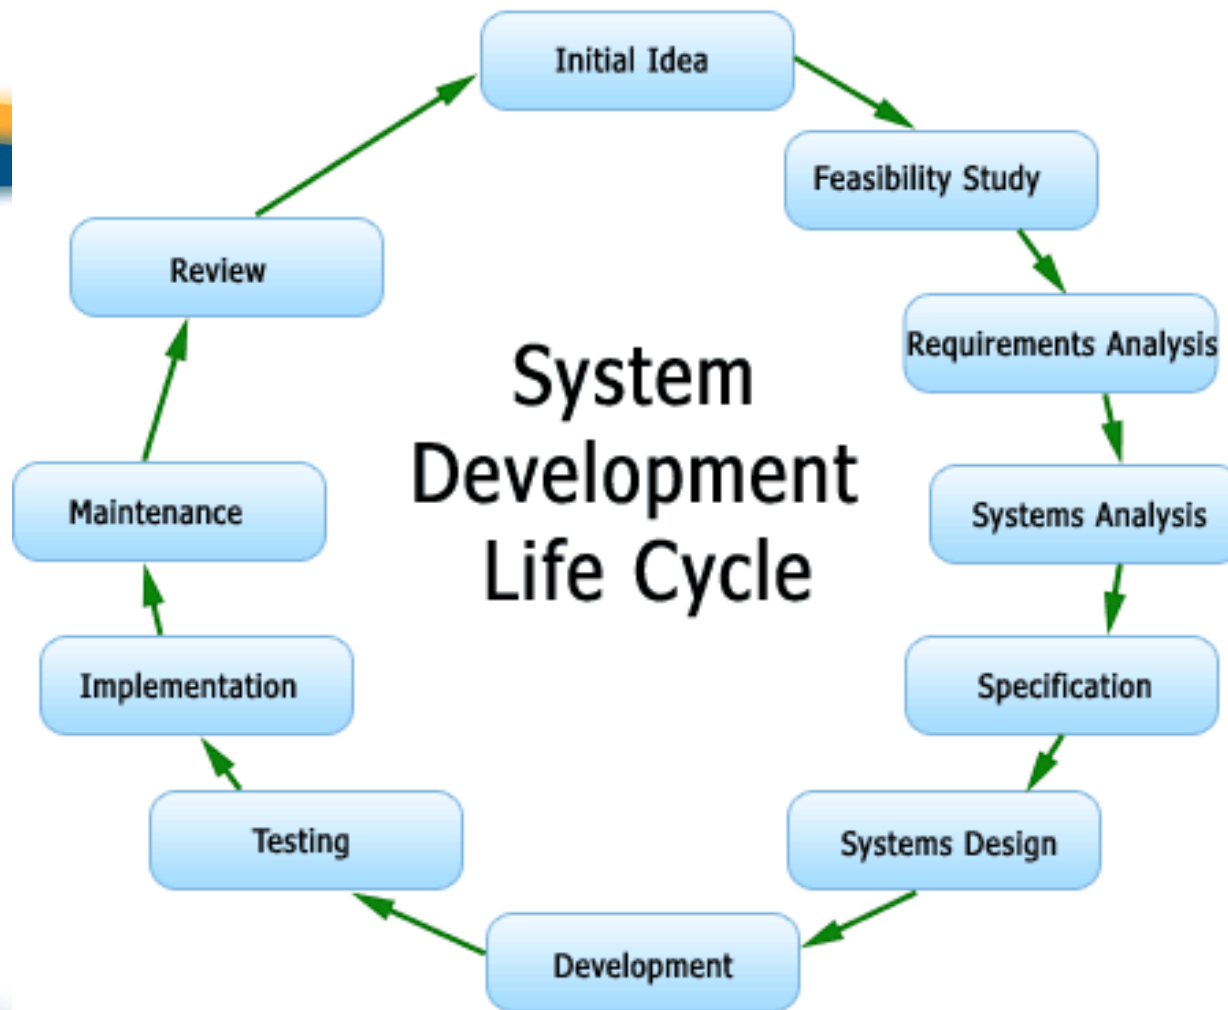 Initial Idea
Feasibility Study
Requirements Analysis
Systems Analysis
Specification
Systems Design
Development
Testing
Implementation
Maintenance
Review
System
Development
Life Cycle